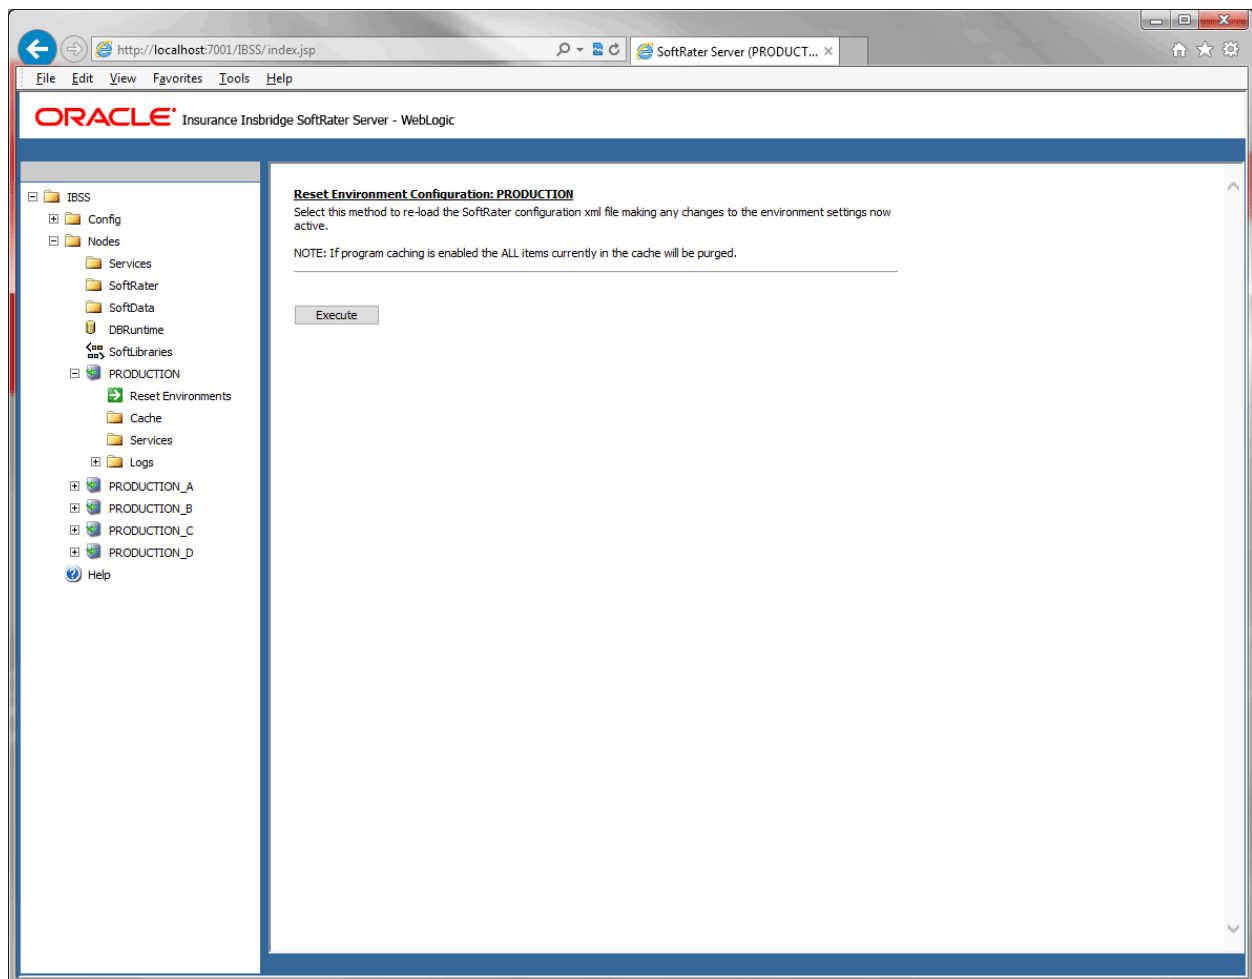 http://localhost:7001/IBSS/index.jsp
SoftRater Server (PRODUCT...
File Edit View Favorites Tools Help
ORACLE Insurance Insbridge SoftRater Server - WebLogic
IBSS
Config
Nodes
Services
SoftRater
SoftData
DBRuntime
SoftLibraries
PRODUCTION
Reset Environments
Cache
Services
Logs
PRODUCTION_A
PRODUCTION_B
PRODUCTION_C
PRODUCTION_D
Help
Reset Environment Configuration: PRODUCTION
Select this method to re-load the SoftRater configuration xml file making any changes to the environment settings now
active.
NOTE: If program caching is enabled the ALL items currently in the cache will be purged.
Execute